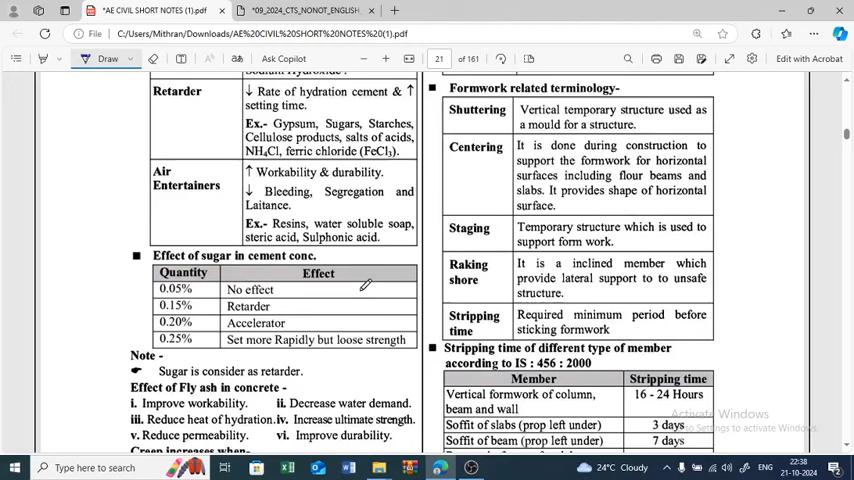 *AE CIVIL SHORT NOTES (1).pdf
*09_2024_CTS_NONOT_ENGLISH_
File
C:/Users/Mithran/Downloads/AE%20CIVIL%20SHORT%20NOTES%20(1).pdf
Draw
Ask Copilot
21 of 161
Edit with Acrobat
Sodium Hydroxide .
Retarder
↓ Rate of hydration cement & ↑
setting time.
Ex.- Gypsum, Sugars, Starches,
Cellulose products, salts of acids,
NH4Cl, ferric chloride (FeCl3).
Air
Entertainers
↑ Workability & durability.
↓ Bleeding, Segregation and
Laitance.
Ex.- Resins, water soluble soap,
steric acid, Sulphonic acid.
■ Effect of sugar in cement conc.
Quantity Effect
0.05% No effect
0.15% Retarder
0.20% Accelerator
0.25% Set more Rapidly but loose strength
Note -
☛ Sugar is consider as retarder.
Effect of Fly ash in concrete -
i. Improve workability. ii. Decrease water demand.
iii. Reduce heat of hydration. iv. Increase ultimate strength.
v. Reduce permeability. vi. Improve durability.
Creep increases when-
■ Formwork related terminology-
Shuttering
Vertical temporary structure used as
a mould for a structure.
Centering
It is done during construction to
support the formwork for horizontal
surfaces including flour beams and
slabs. It provides shape of horizontal
surface.
Staging
Temporary structure which is used to
support form work.
Raking
shore
It is a inclined member which
provide lateral support to to unsafe
structure.
Stripping
time
Required minimum period before
sticking formwork
■ Stripping time of different type of member
according to IS : 456 : 2000
Member Stripping time
Vertical formwork of column,
beam and wall
16 - 24 Hours
Soffit of slabs (prop left under) 3 days
Soffit of beam (prop left under) 7 days
Activate Windows
Go to Settings to activate Windows.
Type here to search
24°C Cloudy
ENG
22:38
21-10-2024